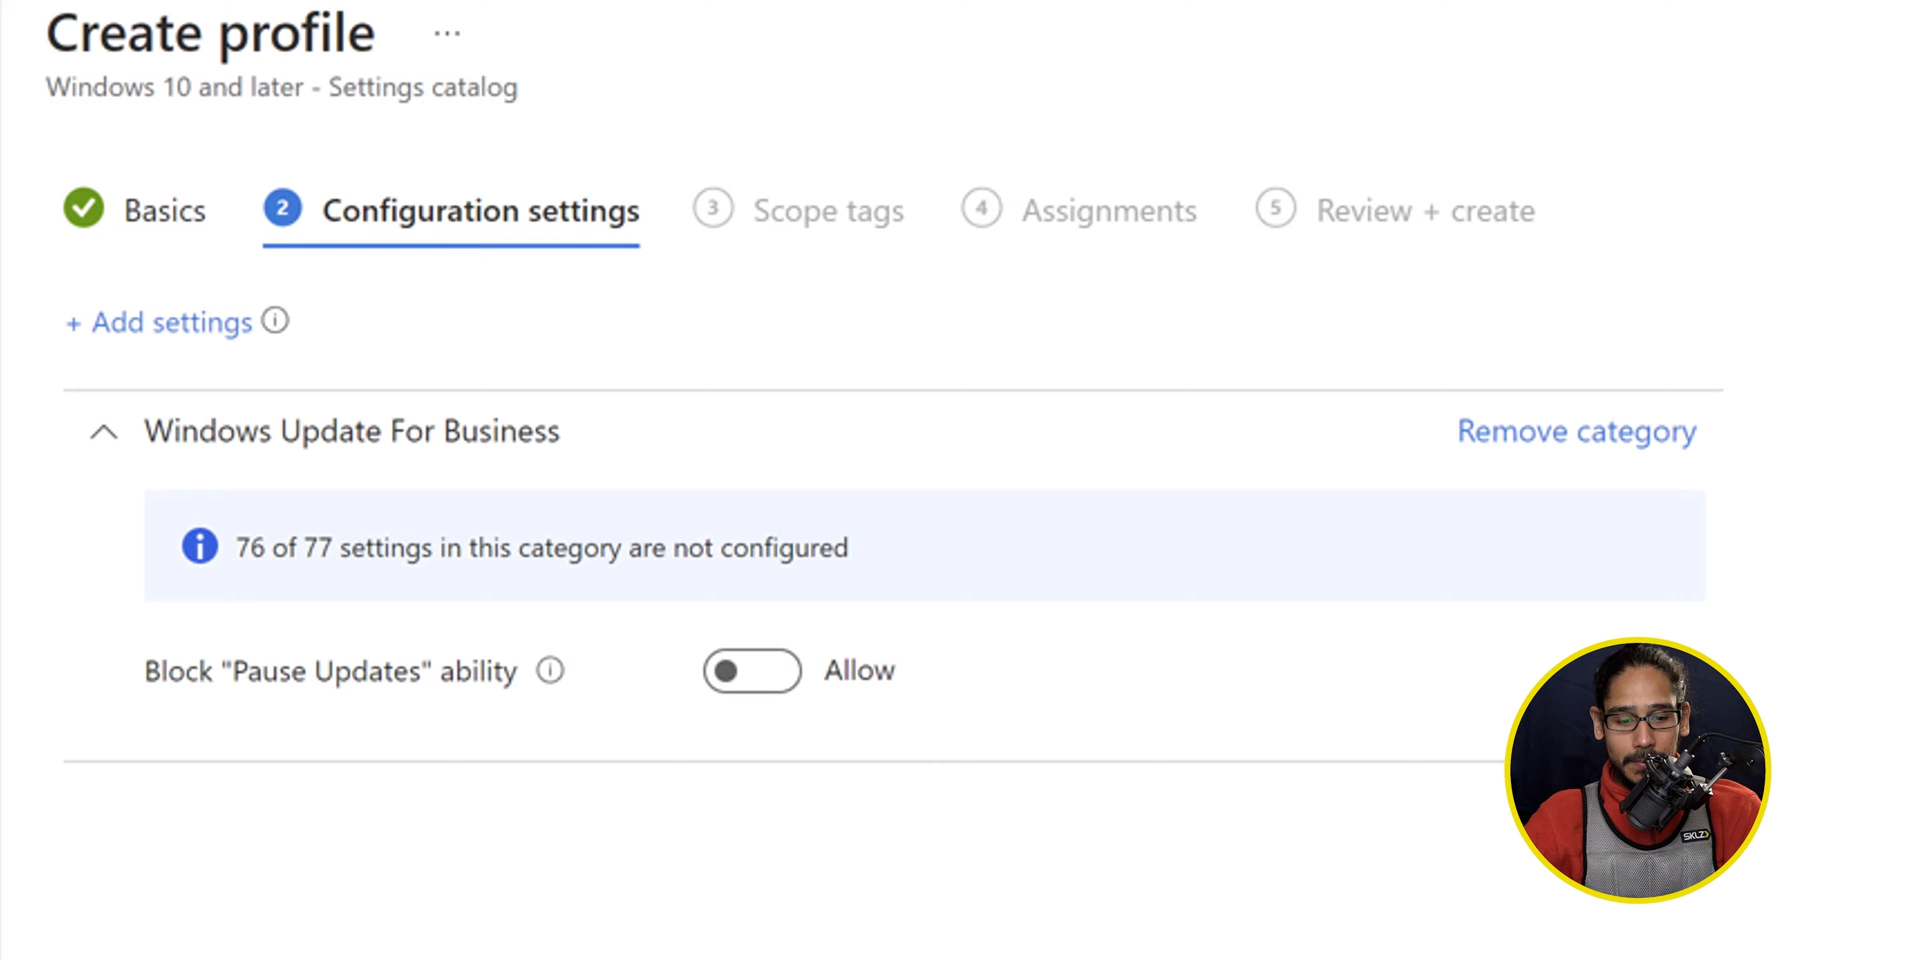 Create profile ...
Windows 10 and later - Settings catalog
Basics 2 Configuration settings 3 Scope tags 4 Assignments 5 Review + create
+ Add settings
Windows Update For Business Remove category
76 of 77 settings in this category are not configured
Block "Pause Updates" ability Allow
SKLZ